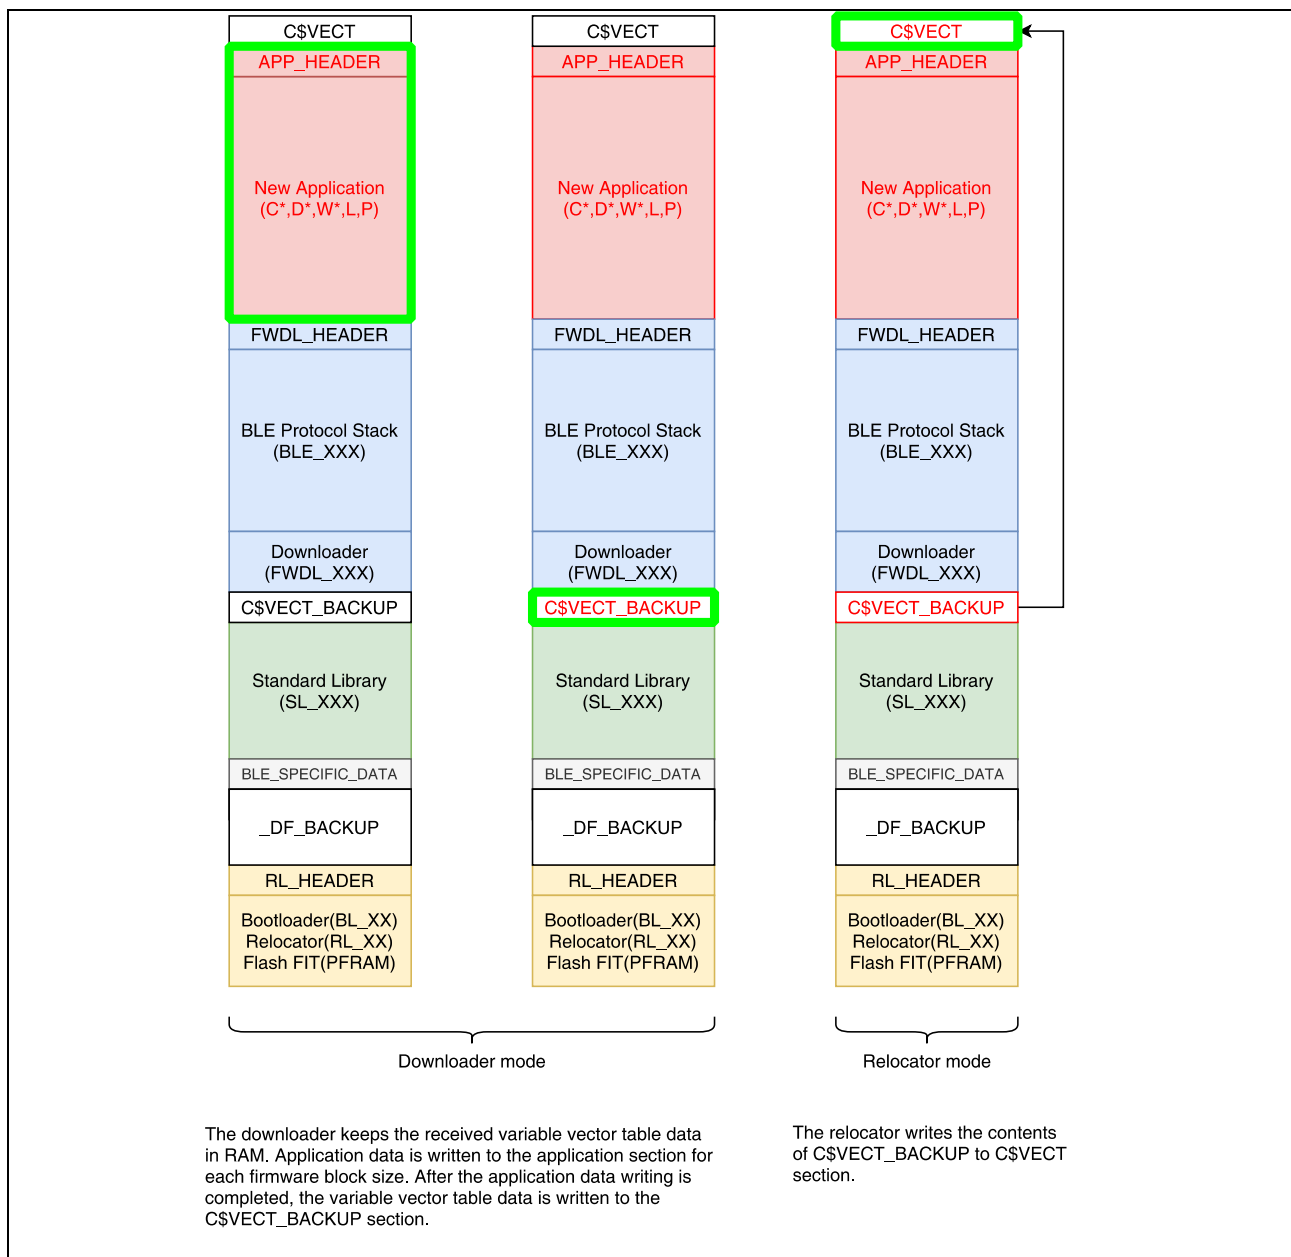 C$VECT
APP_HEADER
New Application
(C*,D*,W*,L,P)
FWDL_HEADER
BLE Protocol Stack
(BLE_XXX)
Downloader
(FWDL_XXX)
C$VECT_BACKUP
Standard Library
(SL_XXX)
BLE_SPECIFIC_DATA
_DF_BACKUP
RL_HEADER
Bootloader(BL_XX)
Relocator(RL_XX)
Flash FIT(PFRAM)
C$VECT
APP_HEADER
New Application
(C*,D*,W*,L,P)
FWDL_HEADER
BLE Protocol Stack
(BLE_XXX)
Downloader
(FWDL_XXX)
C$VECT_BACKUP
Standard Library
(SL_XXX)
BLE_SPECIFIC_DATA
_DF_BACKUP
RL_HEADER
Bootloader(BL_XX)
Relocator(RL_XX)
Flash FIT(PFRAM)
C$VECT
APP_HEADER
New Application
(C*,D*,W*,L,P)
FWDL_HEADER
BLE Protocol Stack
(BLE_XXX)
Downloader
(FWDL_XXX)
C$VECT_BACKUP
Standard Library
(SL_XXX)
BLE_SPECIFIC_DATA
_DF_BACKUP
RL_HEADER
Bootloader(BL_XX)
Relocator(RL_XX)
Flash FIT(PFRAM)
Downloader mode
Relocator mode
The downloader keeps the received variable vector table data
in RAM. Application data is written to the application section for
each firmware block size. After the application data writing is
completed, the variable vector table data is written to the
C$VECT_BACKUP section.
The relocator writes the contents
of C$VECT_BACKUP to C$VECT
section.